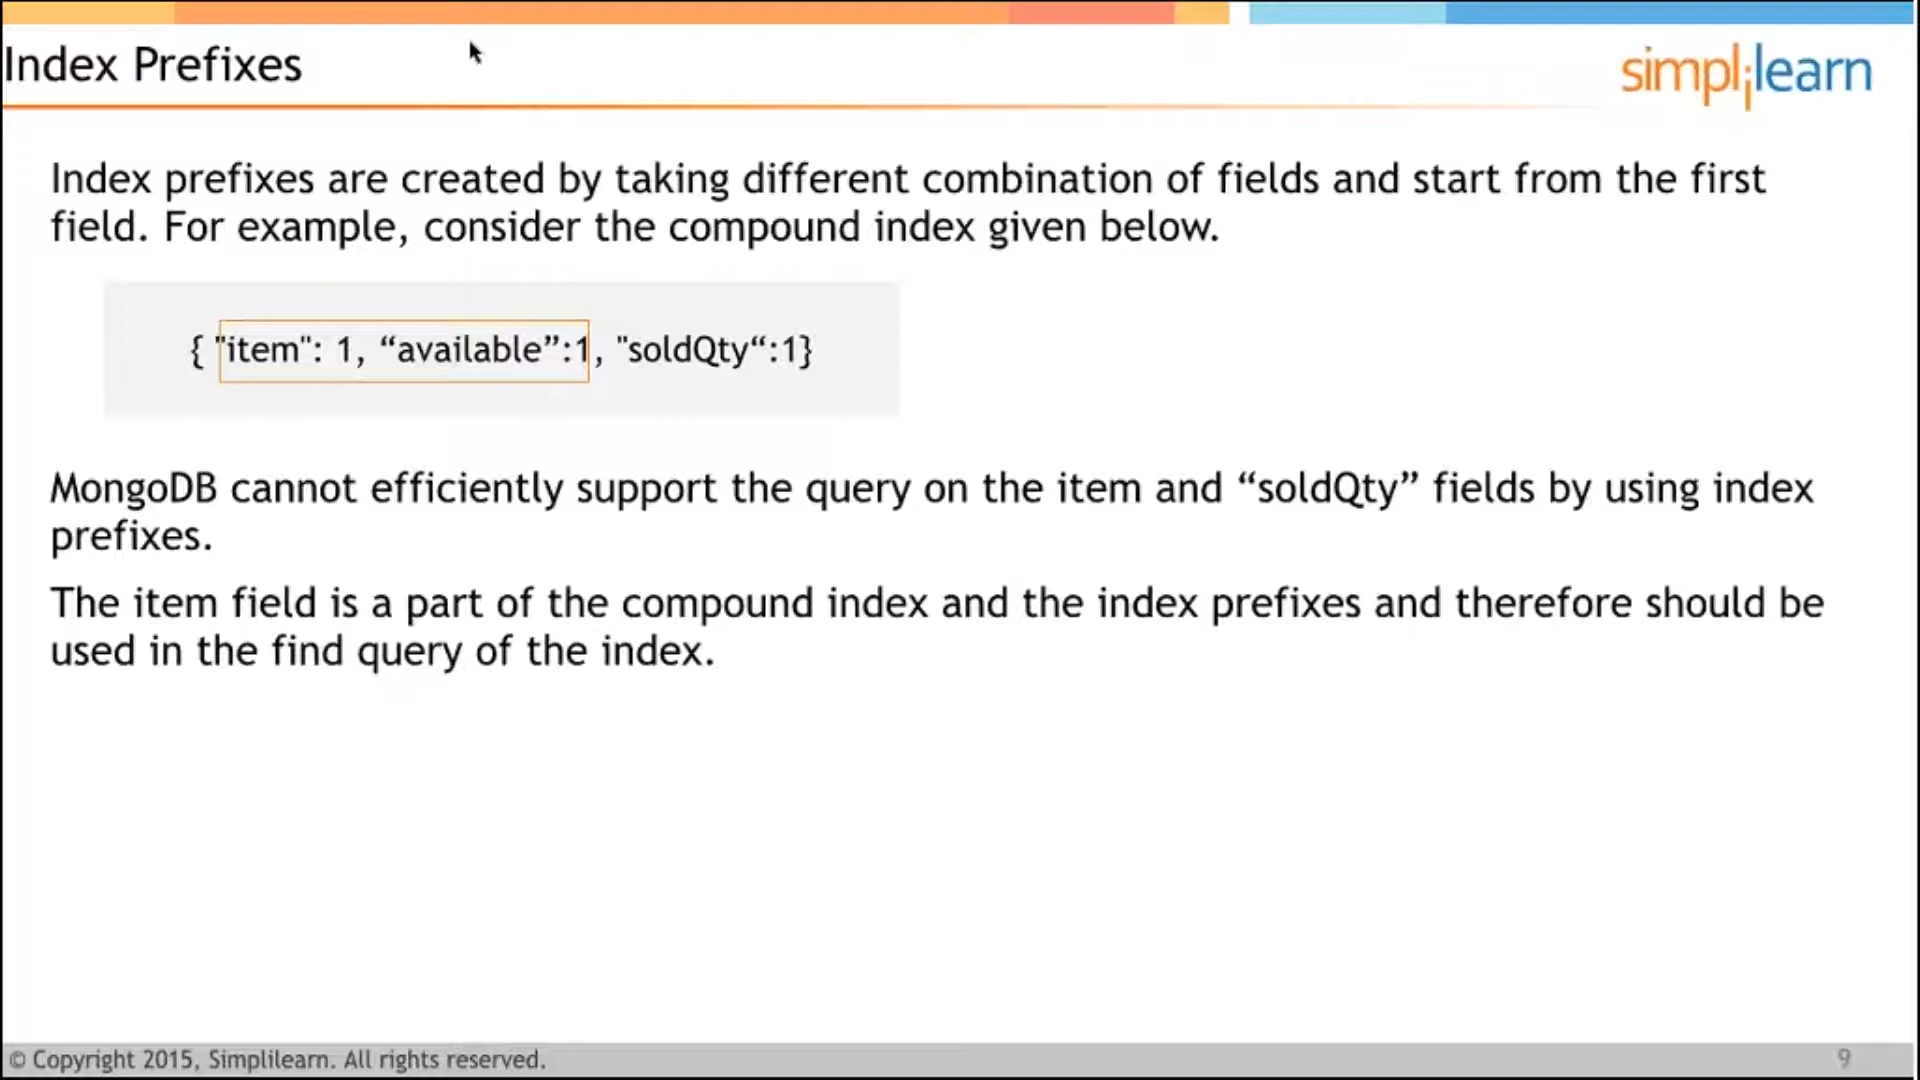 Index Prefixes
simplilearn
Index prefixes are created by taking different combination of fields and start from the first
field. For example, consider the compound index given below.
{ "item": 1, “available”:1, "soldQty“:1}
MongoDB cannot efficiently support the query on the item and “soldQty” fields by using index
prefixes.
The item field is a part of the compound index and the index prefixes and therefore should be
used in the find query of the index.
© Copyright 2015, Simplilearn. All rights reserved.
9